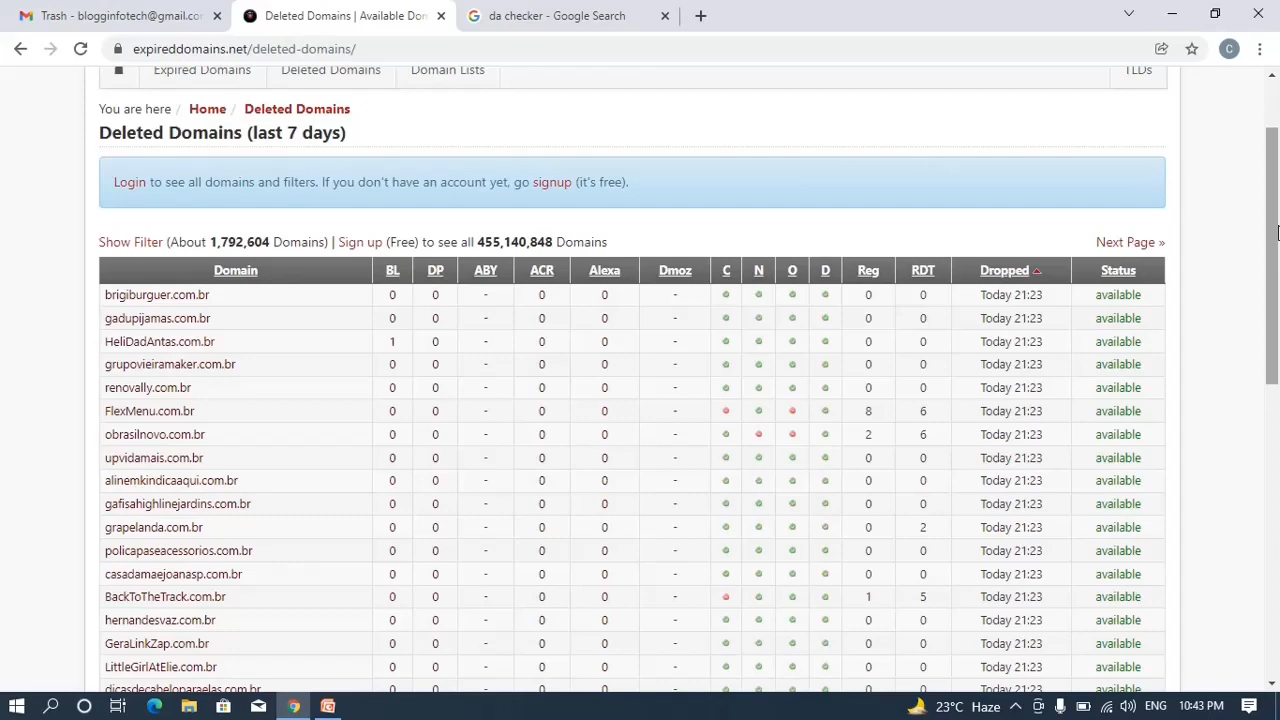 Trash - blogginfotech@gmail.co
Deleted Domains | Available Dom
da checker - Google Search
expireddomains.net/deleted-domains/
C
Expired Domains Deleted Domains Domain Lists TLDs
You are here / Home / Deleted Domains
Deleted Domains (last 7 days)
Login to see all domains and filters. If you don't have an account yet, go signup (it's free).
Show Filter (About 1,792,604 Domains) | Sign up (Free) to see all 455,140,848 Domains Next Page »
Domain BL DP ABY ACR Alexa Dmoz C N O D Reg RDT Dropped Status
brigiburguer.com.br 0 0 - 0 0 - 0 0 Today 21:23 available
gadupijamas.com.br 0 0 - 0 0 - 0 0 Today 21:23 available
HeliDadAntas.com.br 1 0 - 0 0 - 0 0 Today 21:23 available
grupovieiramaker.com.br 0 0 - 0 0 - 0 0 Today 21:23 available
renovally.com.br 0 0 - 0 0 - 0 0 Today 21:23 available
FlexMenu.com.br 0 0 - 0 0 - 8 6 Today 21:23 available
obrasilnovo.com.br 0 0 - 0 0 - 2 6 Today 21:23 available
upvidamais.com.br 0 0 - 0 0 - 0 0 Today 21:23 available
alinemkindicaaqui.com.br 0 0 - 0 0 - 0 0 Today 21:23 available
gafisahighlinejardins.com.br 0 0 - 0 0 - 0 0 Today 21:23 available
grapelanda.com.br 0 0 - 0 0 - 0 2 Today 21:23 available
policapaseacessorios.com.br 0 0 - 0 0 - 0 0 Today 21:23 available
casadamaejoanasp.com.br 0 0 - 0 0 - 0 0 Today 21:23 available
BackToTheTrack.com.br 0 0 - 0 0 - 1 5 Today 21:23 available
hernandesvaz.com.br 0 0 - 0 0 - 0 0 Today 21:23 available
GeraLinkZap.com.br 0 0 - 0 0 - 0 0 Today 21:23 available
LittleGirlAtElie.com.br 0 0 - 0 0 - 0 0 Today 21:23 available
dicasdecabeloparaelas.com.br 0 0 - 0 0 - 0 0 Today 21:23 available
23°C Haze ENG 10:43 PM